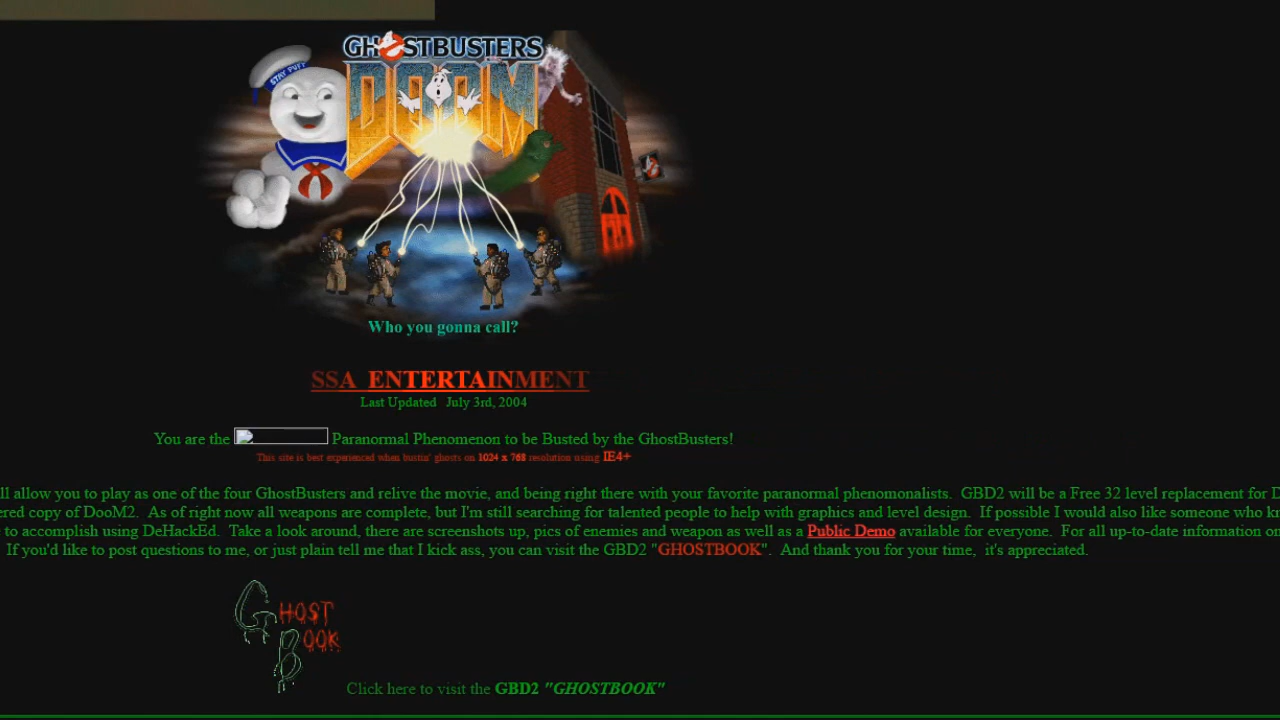 GHOSTBUSTERS
DOOM
STAY PUFT
Who you gonna call?
SSA ENTERTAINMENT
Last Updated July 3rd, 2004
You are the Paranormal Phenomenon to be Busted by the GhostBusters!
This site is best experienced when bustin' ghosts on 1024 x 768 resolution using IE4+
allow you to play as one of the four GhostBusters and relive the movie, and being right there with your favorite paranormal phenomonalists. GBD2 will be a Free 32 level replacement for
copy of DooM2. As of right now all weapons are complete, but I'm still searching for talented people to help with graphics and level design. If possible I would also like someone who
to accomplish using DeHackEd. Take a look around, there are screenshots up, pics of enemies and weapon as well as a Public Demo available for everyone. For all up-to-date information on
If you'd like to post questions to me, or just plain tell me that I kick ass, you can visit the GBD2 "GHOSTBOOK". And thank you for your time, it's appreciated.
GHOST
BOOK
Click here to visit the GBD2 "GHOSTBOOK"